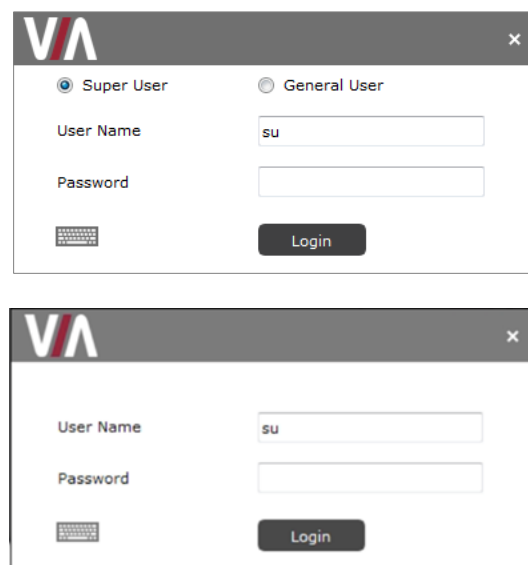 VIA
×
Super User General User
User Name su
Password
Login
VIA
×
User Name su
Password
Login